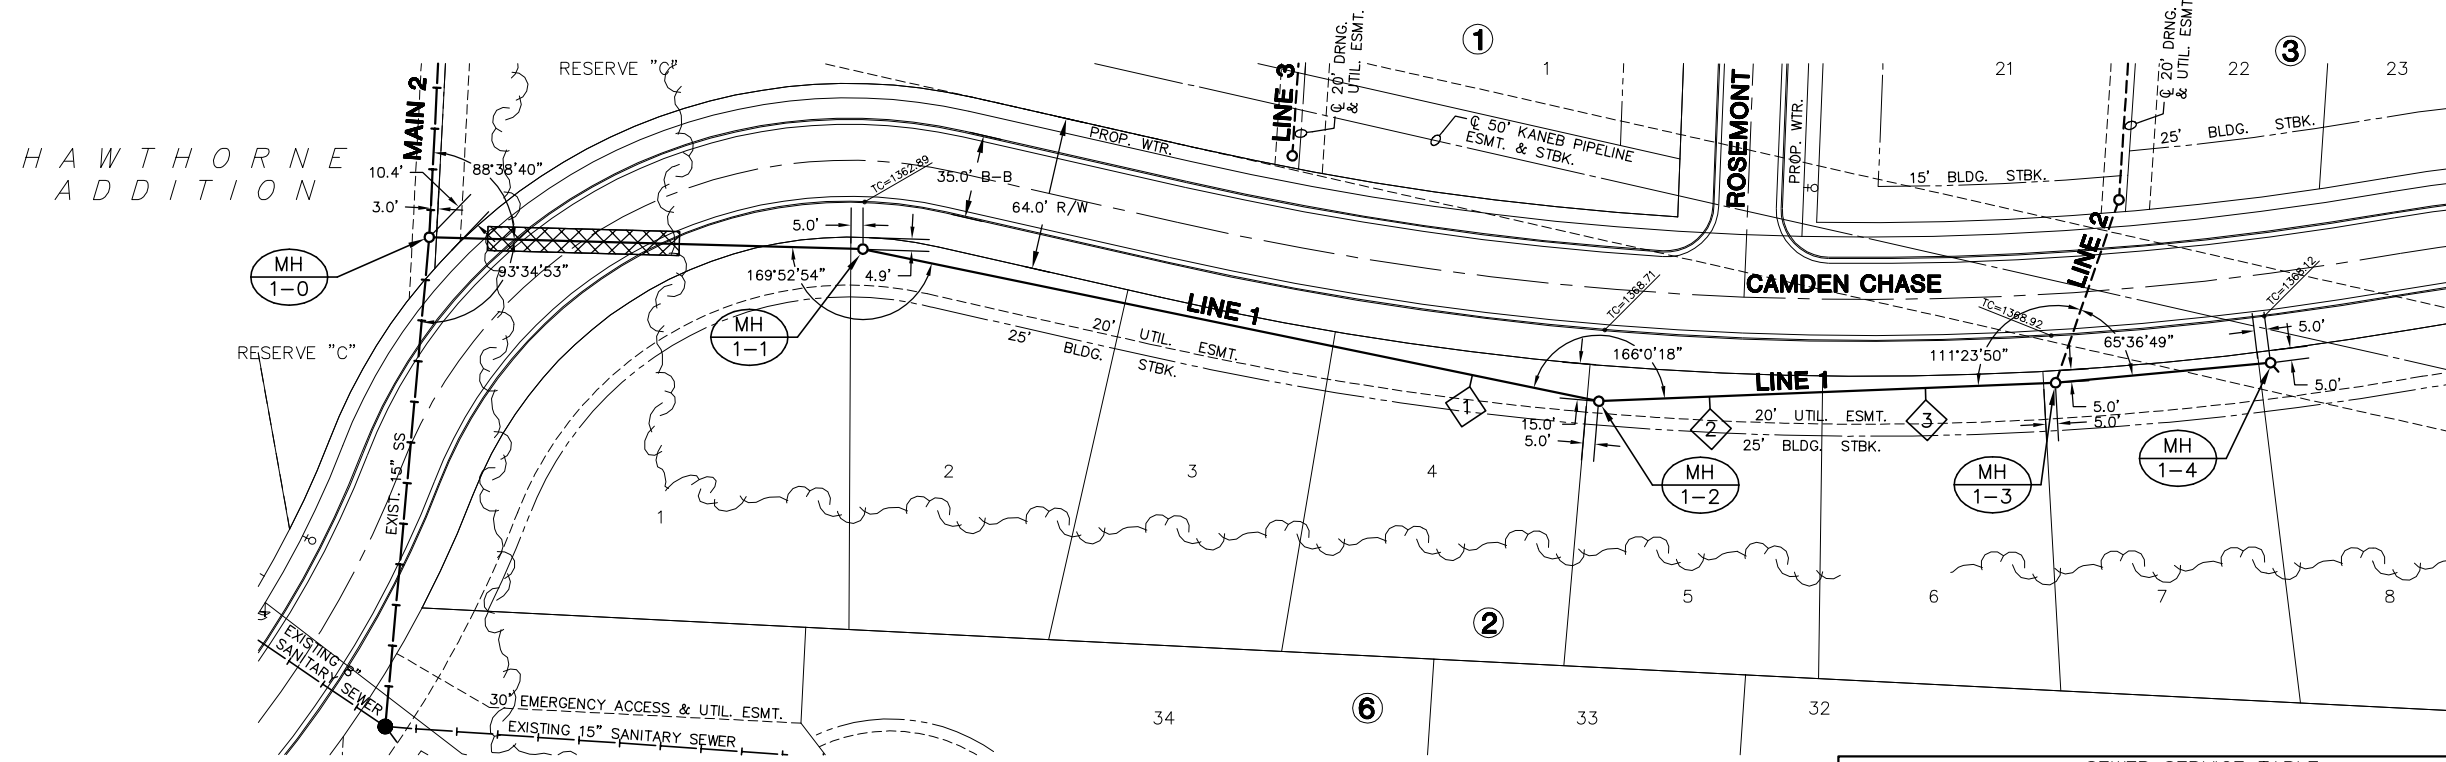 HAWTHORNE
ADDITION
MAIN 2
RESERVE "C"
10.4'
3.0'
88°38'40"
93°34'53"
MH
1-0
RESERVE "C"
EXIST. 15" SS
TC=1362.89
5.0'
4.9'
169°52'54"
MH
1-1
35.0' B-B
64.0' R/W
PROP. WTR.
LINE 3
℄ 20' DRNG.
& UTIL. ESMT.
1
1
℄ 50' KANEB PIPELINE
ESMT. & STBK.
ROSEMONT
PROP. WTR.
21
15' BLDG. STBK.
℄ 20' DRNG.
& UTIL. ESMT
3
22
23
25' BLDG. STBK.
LINE 2
CAMDEN CHASE
TC=1368.71
TC=1368.92
TC=1368.12
LINE 1
20' UTIL. ESMT.
25' BLDG. STBK.
166°0'18"
111°23'50"
65°36'49"
LINE 1
5.0'
5.0'
5.0'
5.0'
1
2
3
15.0'
5.0'
20' UTIL. ESMT.
25' BLDG. STBK.
MH
1-2
MH
1-3
MH
1-4
1
2
3
4
5
6
7
8
2
EXISTING 8"
SANITARY SEWER
30' EMERGENCY ACCESS & UTIL. ESMT.
EXISTING 15" SANITARY SEWER
34
6
33
32
SEWER SERVICE TABLE